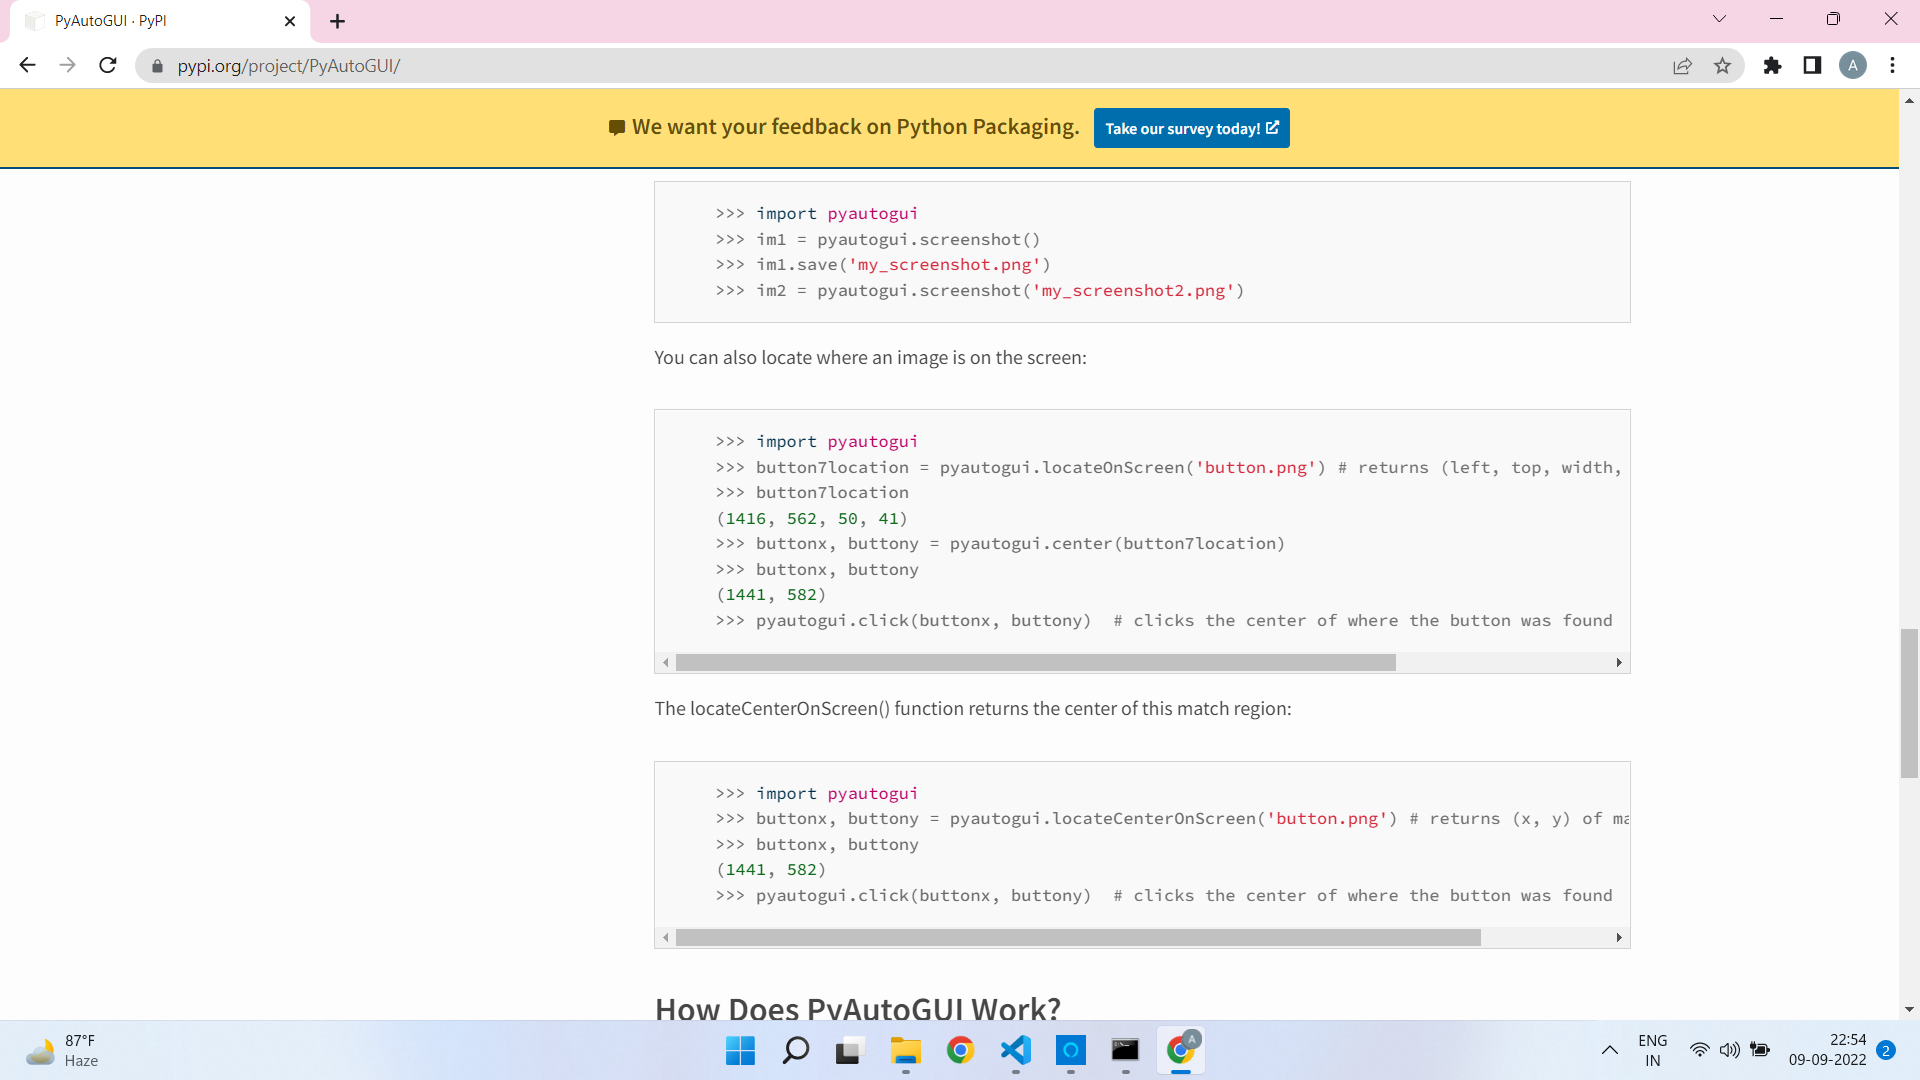 PyAutoGUI · PyPI
pypi.org/project/PyAutoGUI/
A
We want your feedback on Python Packaging. Take our survey today!
>>> import pyautogui
>>> im1 = pyautogui.screenshot()
>>> im1.save('my_screenshot.png')
>>> im2 = pyautogui.screenshot('my_screenshot2.png')
You can also locate where an image is on the screen:
>>> import pyautogui
>>> button7location = pyautogui.locateOnScreen('button.png') # returns (left, top, width,
>>> button7location
(1416, 562, 50, 41)
>>> buttonx, buttony = pyautogui.center(button7location)
>>> buttonx, buttony
(1441, 582)
>>> pyautogui.click(buttonx, buttony)  # clicks the center of where the button was found
The locateCenterOnScreen() function returns the center of this match region:
>>> import pyautogui
>>> buttonx, buttony = pyautogui.locateCenterOnScreen('button.png') # returns (x, y) of ma
>>> buttonx, buttony
(1441, 582)
>>> pyautogui.click(buttonx, buttony)  # clicks the center of where the button was found
How Does PyAutoGUI Work?
87°F
Haze
A
ENG
IN
22:54
09-09-2022
2